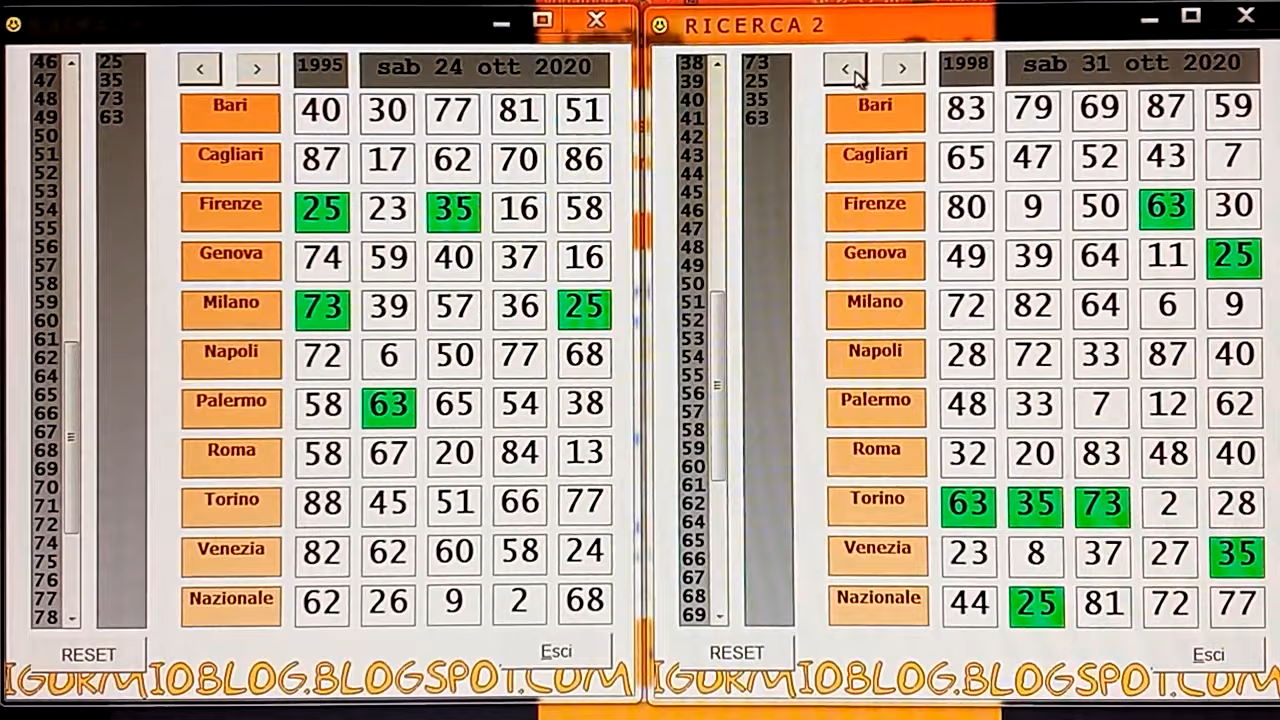 46
47
48
49
50
51
52
53
54
55
56
57
58
59
60
61
62
64
65
66
67
68
69
70
71
72
74
75
76
77
78
25
35
73
63
< > 1995 sab 24 ott 2020
Bari 40 30 77 81 51
Cagliari 87 17 62 70 86
Firenze 25 23 35 16 58
Genova 74 59 40 37 16
Milano 73 39 57 36 25
Napoli 72 6 50 77 68
Palermo 58 63 65 54 38
Roma 58 67 20 84 13
Torino 88 45 51 66 77
Venezia 82 62 60 58 24
Nazionale 62 26 9 2 68
RESET Esci
IGORMIOBLOG.BLOGSPOT.COM
RICERCA 2
38
39
40
41
42
43
44
45
46
47
48
49
50
51
52
53
54
55
56
57
58
59
60
61
62
64
65
66
67
68
69
73
25
35
63
< > 1998 sab 31 ott 2020
Bari 83 79 69 87 59
Cagliari 65 47 52 43 7
Firenze 80 9 50 63 30
Genova 49 39 64 11 25
Milano 72 82 64 6 9
Napoli 28 72 33 87 40
Palermo 48 33 7 12 62
Roma 32 20 83 48 40
Torino 63 35 73 2 28
Venezia 23 8 37 27 35
Nazionale 44 25 81 72 77
RESET Esci
IGORMIOBLOG.BLOGSPOT.COM